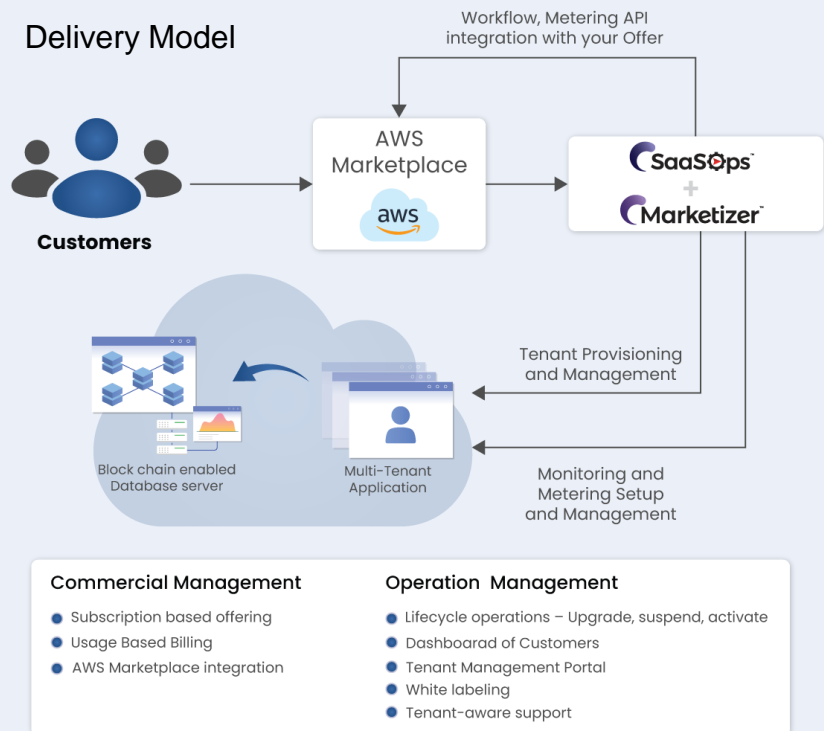 Delivery Model
Workflow, Metering API
integration with your Offer
AWS
Marketplace
aws
SaaSOps™
+
Marketizer™
Customers
Tenant Provisioning
and Management
Block chain enabled
Database server
Multi-Tenant
Application
Monitoring and
Metering Setup
and Management
Commercial Management
Subscription based offering
Usage Based Billing
AWS Marketplace integration
Operation Management
Lifecycle operations – Upgrade, suspend, activate
Dashboarad of Customers
Tenant Management Portal
White labeling
Tenant-aware support